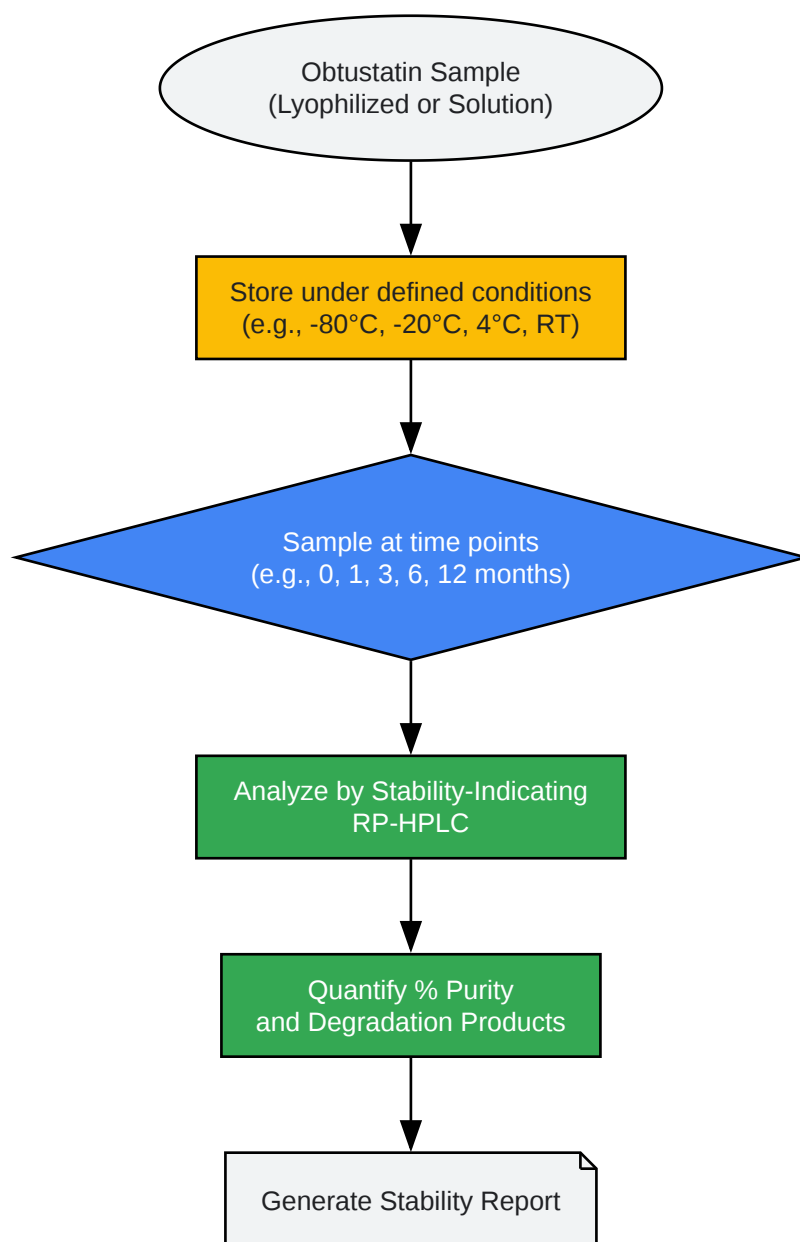 Obtustatin Sample
(Lyophilized or Solution)
Store under defined conditions
(e.g., -80°C, -20°C, 4°C, RT)
Sample at time points
(e.g., 0, 1, 3, 6, 12 months)
Analyze by Stability-Indicating
RP-HPLC
Quantify % Purity
and Degradation Products
Generate Stability Report